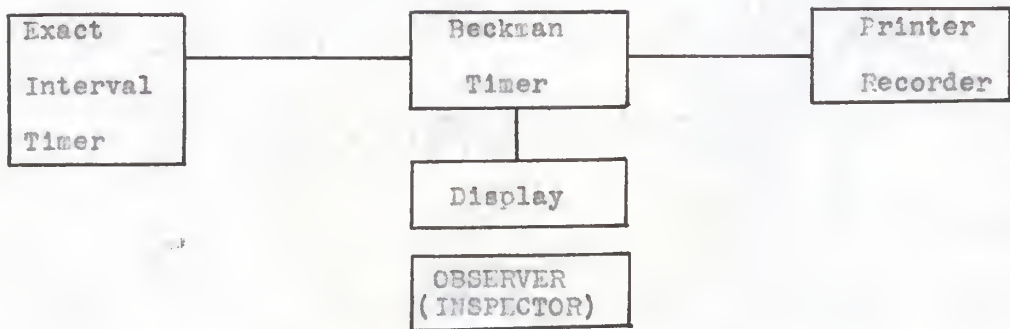 Exact
Interval
Timer
Beckman
Timer
Printer
Recorder
Display
OBSERVER
(INSPECTOR)